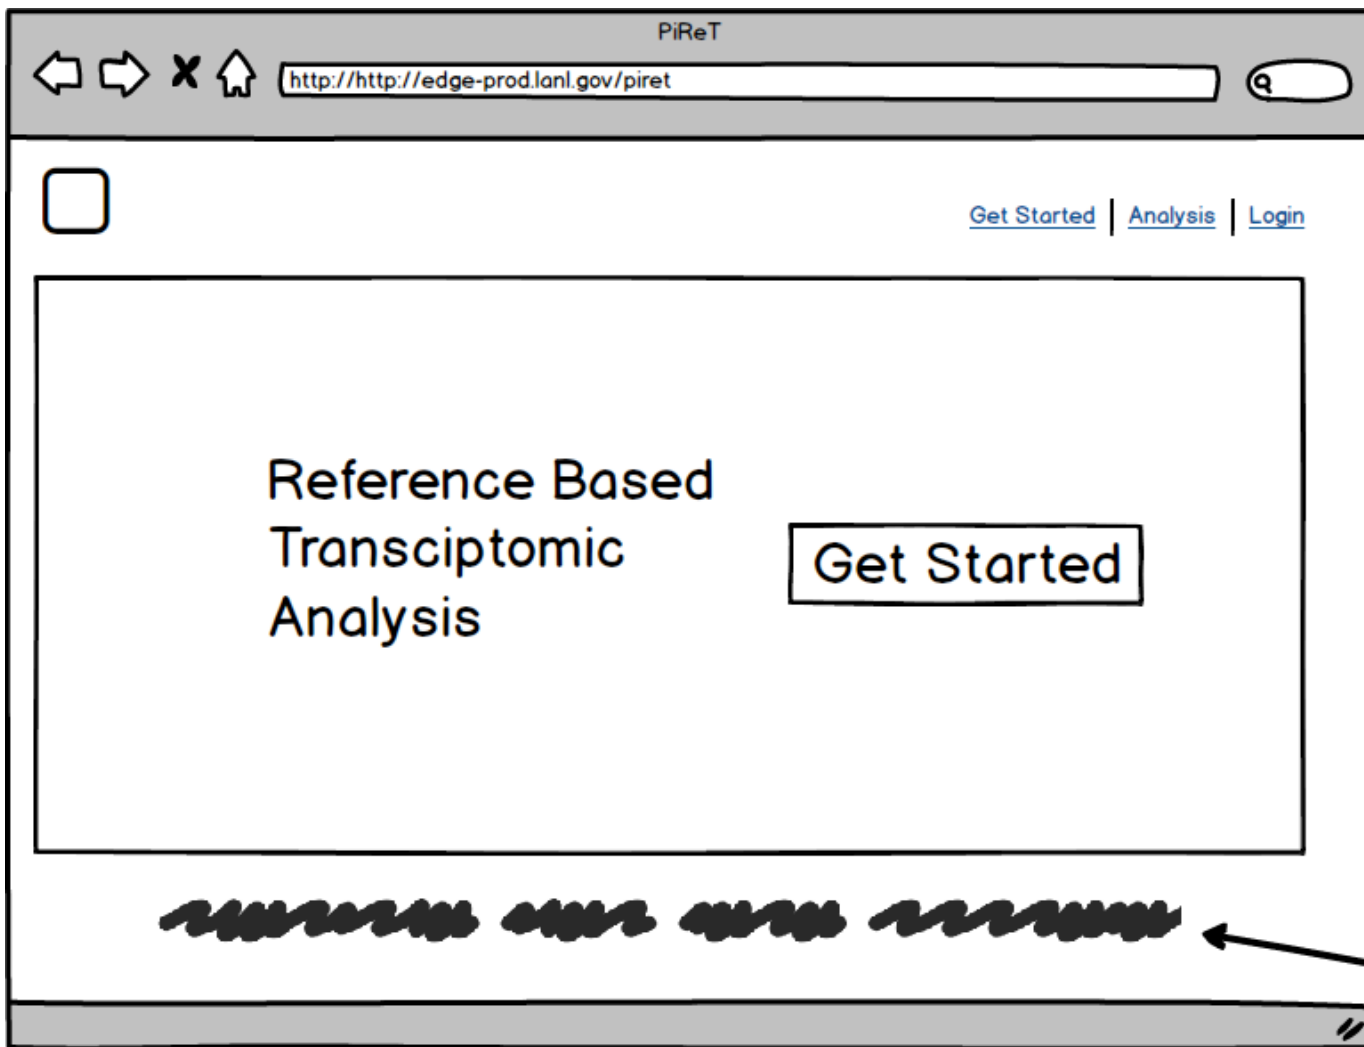 PiReT
http://http://edge-prod.lanl.gov/piret
Get Started | Analysis | Login
Reference Based
Transciptomic
Analysis
Get Started